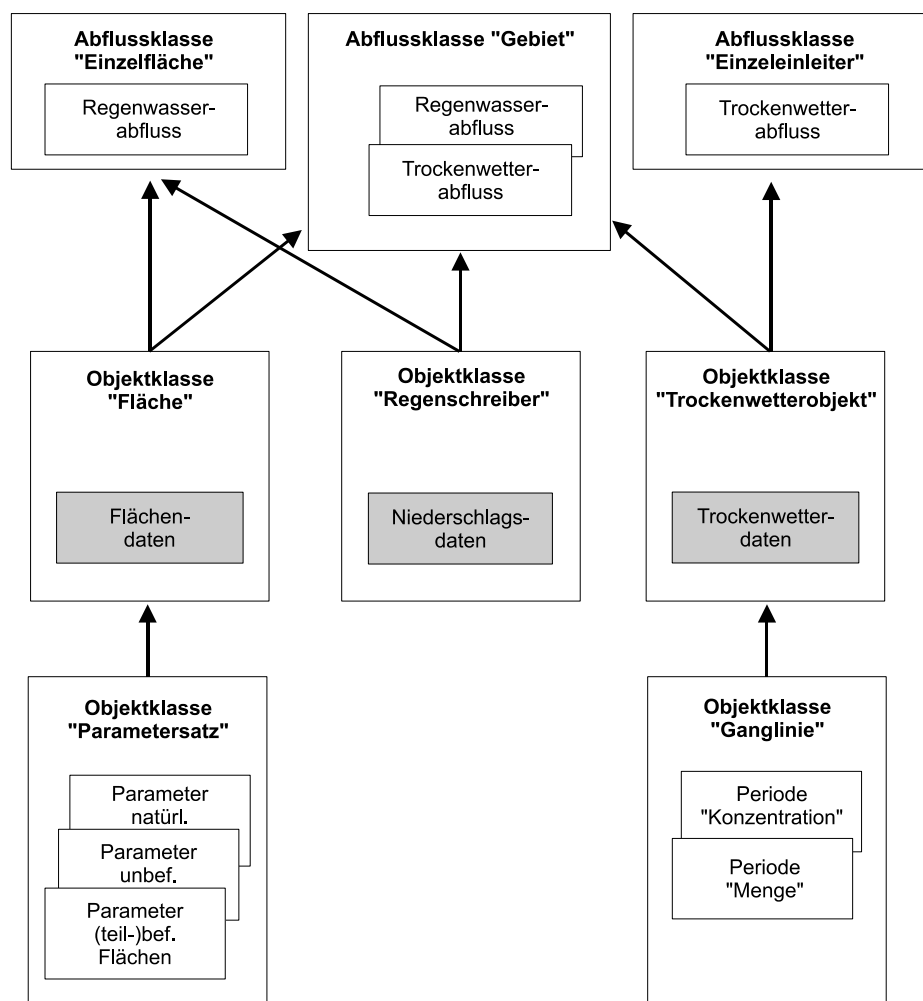 Abflussklasse
"Einzelfläche"
Regenwasser-
abfluss
Abflussklasse "Gebiet"
Regenwasser-
abfluss
Trockenwetter-
abfluss
Abflussklasse
"Einzeleinleiter"
Trockenwetter-
abfluss
Objektklasse
"Fläche"
Flächen-
daten
Objektklasse
"Regenschreiber"
Niederschlags-
daten
Objektklasse
"Trockenwetterobjekt"
Trockenwetter-
daten
Objektklasse
"Parametersatz"
Parameter
natürl.
Parameter
unbef.
Parameter
(teil-)bef.
Flächen
Objektklasse
"Ganglinie"
Periode
"Konzentration"
Periode
"Menge"